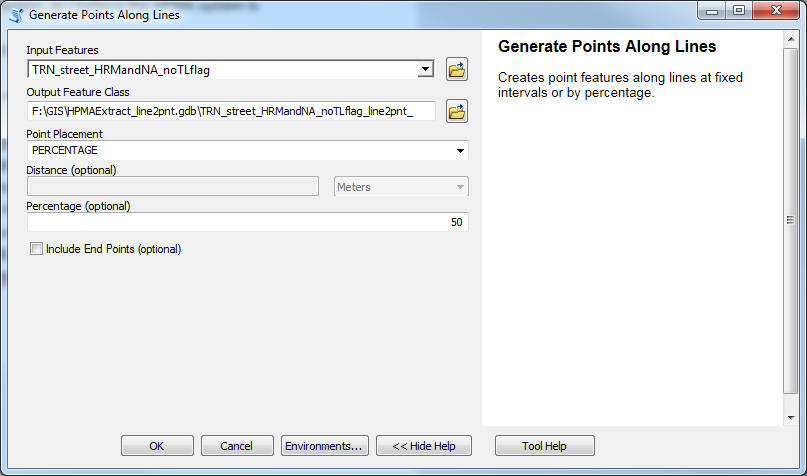 Generate Points Along Lines
Input Features
TRN_street_HRMandNA_noTLflag
Output Feature Class
F:\GIS\HPMAExtract_line2pnt.gdb\TRN_street_HRMandNA_noTLflag_line2pnt_
Point Placement
PERCENTAGE
Distance (optional)
Meters
Percentage (optional)
50
Include End Points (optional)
Generate Points Along Lines
Creates point features along lines at fixed
intervals or by percentage.
OK
Cancel
Environments...
<< Hide Help
Tool Help